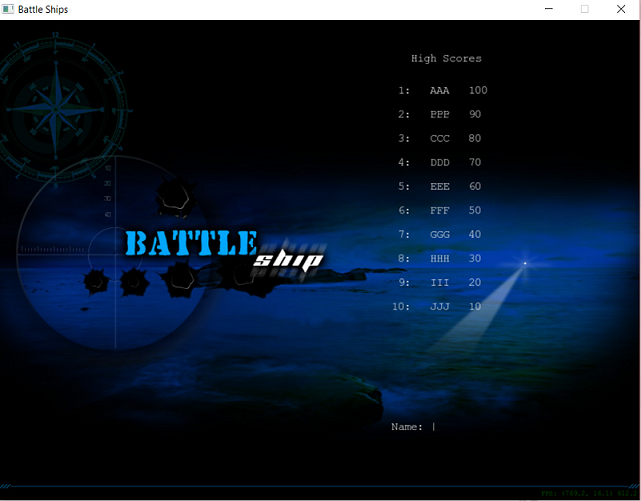 Battle Ships
High Scores
1: AAA 100
2: PPP 90
3: CCC 80
4: DDD 70
5: EEE 60
6: FFF 50
7: GGG 40
8: HHH 30
9: III 20
10: JJJ 10
BATTLE
ship
Name: |